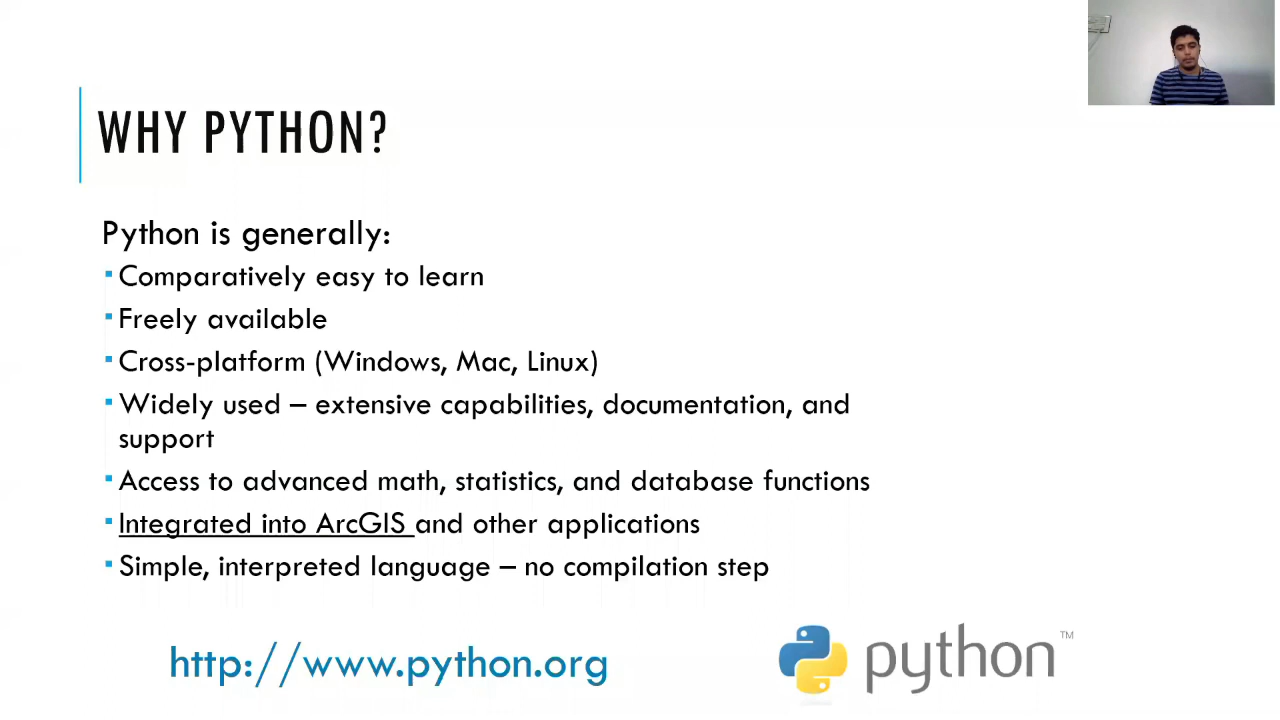 WHY PYTHON?
Python is generally:
▪ Comparatively easy to learn
▪ Freely available
▪ Cross-platform (Windows, Mac, Linux)
▪ Widely used – extensive capabilities, documentation, and
support
▪ Access to advanced math, statistics, and database functions
▪ Integrated into ArcGIS and other applications
▪ Simple, interpreted language – no compilation step
http://www.python.org
python™